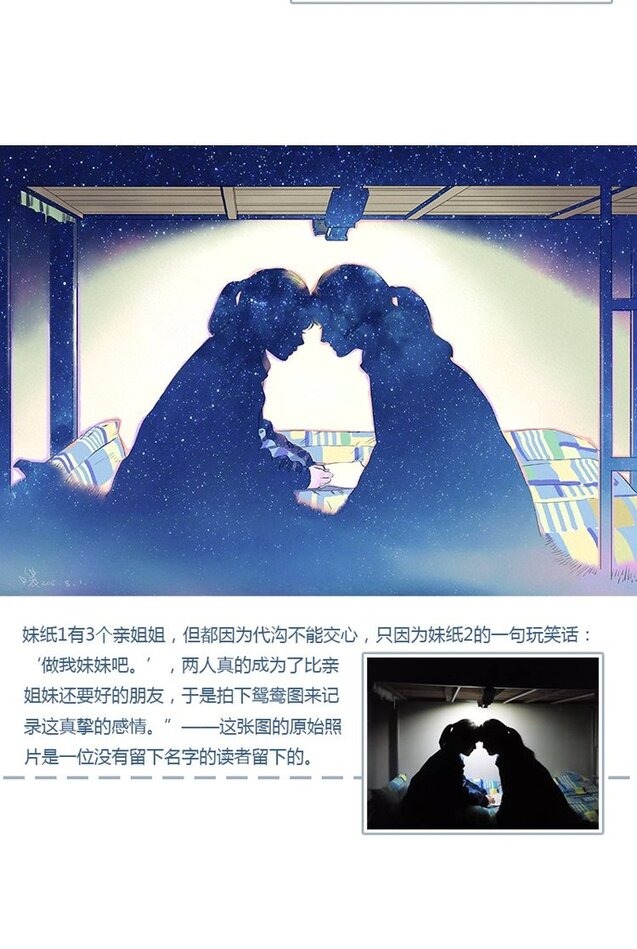 妹纸1有3个亲姐姐，但都因为代沟不能交心，只因为妹纸2的一句玩笑话：
‘做我妹妹吧。’，两人真的成为了比亲
姐妹还要好的朋友，于是拍下鸳鸯图来记
录这真挚的感情。”——这张图的原始照
片是一位没有留下名字的读者留下的。